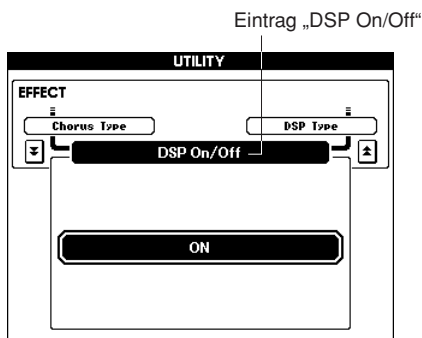 Eintrag „DSP On/Off“
UTILITY
EFFECT
Chorus Type
DSP Type
DSP On/Off
ON